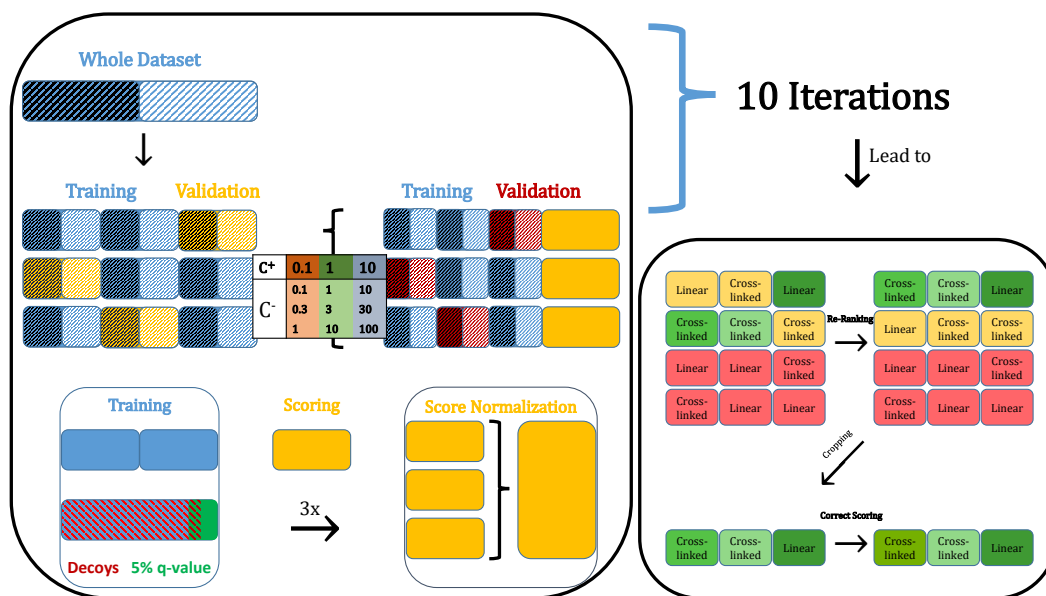 Whole Dataset
10 Iterations
Lead to
Training
Validation
Training
Validation
C+ 0.1 1 10
C- 0.1 1 10
0.3 3 30
1 10 100
Training
Scoring
Score Normalization
3x
Decoys 5% q-value
Linear
Cross-
linked
Linear
Cross-
linked
Cross-
linked
Cross-
linked
Linear
Linear
Cross-
linked
Cross-
linked
Linear
Linear
Re-Ranking
Cross-
linked
Cross-
linked
Linear
Linear
Cross-
linked
Cross-
linked
Linear
Linear
Cross-
linked
Cross-
linked
Linear
Linear
Cropping
Correct Scoring
Cross-
linked
Cross-
linked
Linear
Cross-
linked
Cross-
linked
Linear